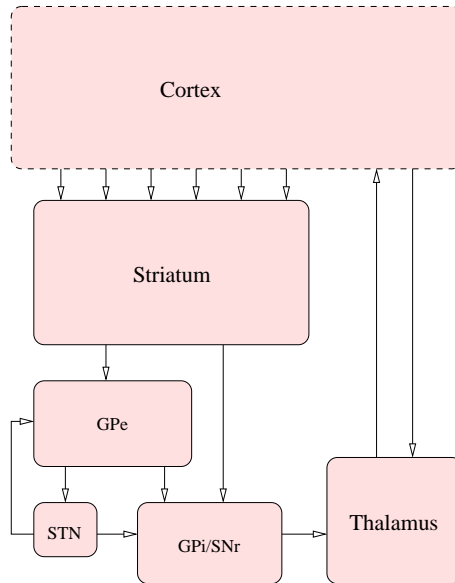 Cortex
Striatum
GPe
STN
GPi/SNr
Thalamus